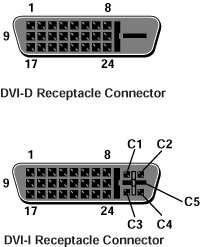 1 8
9
17 24
DVI-D Receptacle Connector
C1 C2
1 8
9
C5
17 24 C3 C4
DVI-I Receptacle Connector